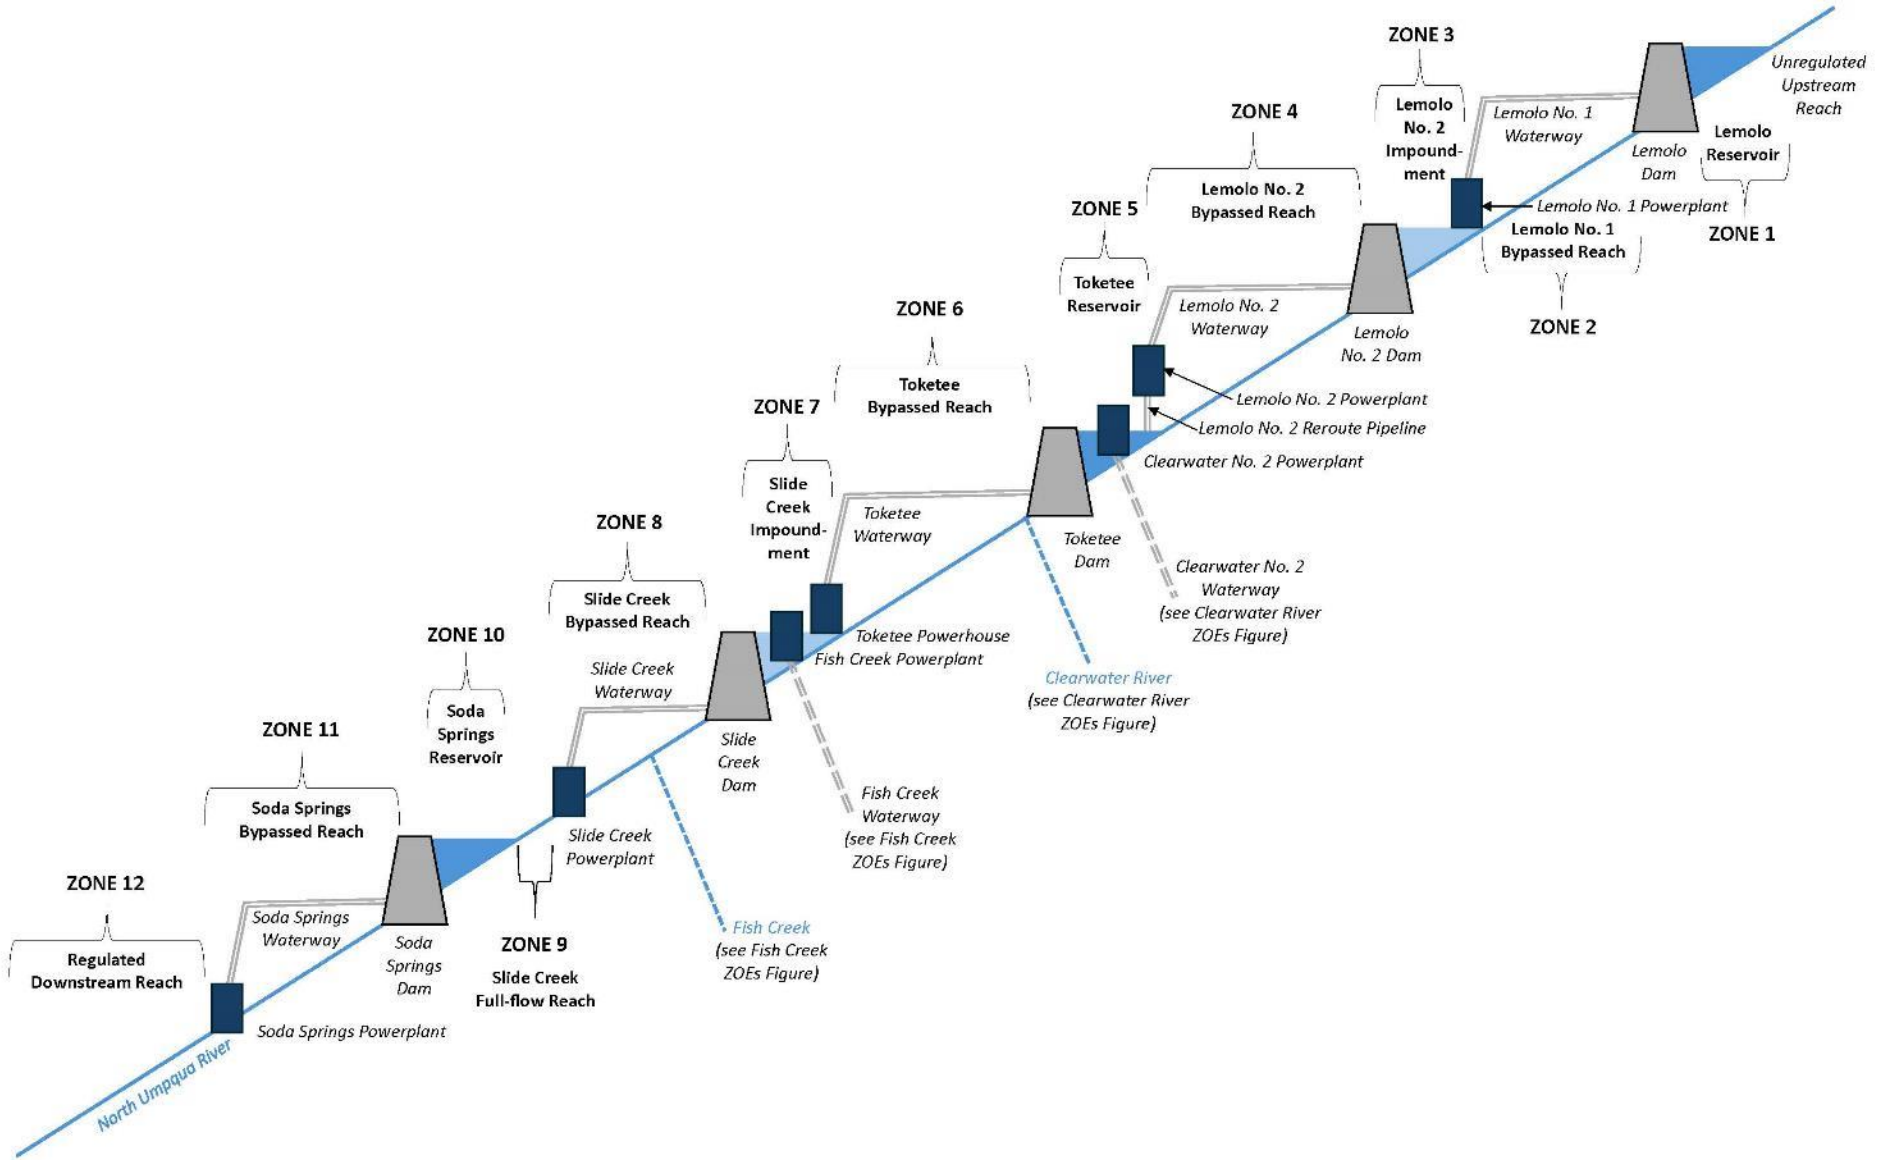 ZONE 3
Lemolo
No. 2
Impound-
ment
Unregulated
Upstream
Reach
Lemolo No. 1
Waterway
Lemolo
Dam
Lemolo
Reservoir
ZONE 1
Lemolo No. 1 Powerplant
Lemolo No. 1
Bypassed Reach
ZONE 2
ZONE 4
Lemolo No. 2
Bypassed Reach
Lemolo
No. 2 Dam
ZONE 5
Toketee
Reservoir
Lemolo No. 2
Waterway
Lemolo No. 2 Powerplant
Lemolo No. 2 Reroute Pipeline
Clearwater No. 2 Powerplant
ZONE 6
Toketee
Bypassed Reach
Toketee
Dam
Clearwater No. 2
Waterway
(see Clearwater River
ZOEs Figure)
ZONE 7
Slide
Creek
Impound-
ment
Toketee
Waterway
Toketee Powerhouse
Fish Creek Powerplant
Clearwater River
(see Clearwater River
ZOEs Figure)
ZONE 8
Slide Creek
Bypassed Reach
Slide Creek
Waterway
Slide
Creek
Dam
Fish Creek
Waterway
(see Fish Creek
ZOEs Figure)
ZONE 10
Soda
Springs
Reservoir
Slide Creek
Powerplant
Fish Creek
(see Fish Creek
ZOEs Figure)
ZONE 9
Slide Creek
Full-flow Reach
ZONE 11
Soda Springs
Bypassed Reach
Soda Springs
Waterway
Soda
Springs
Dam
ZONE 12
Regulated
Downstream Reach
Soda Springs Powerplant
North Umpqua River